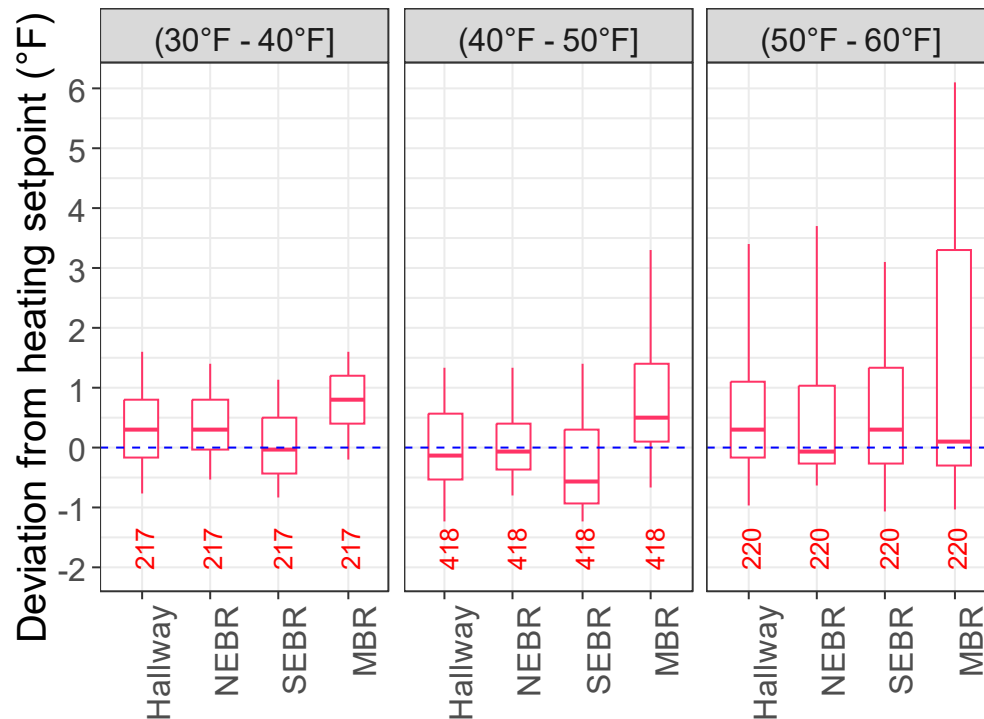 Deviation from heating setpoint (°F)
(30°F - 40°F]
(40°F - 50°F]
(50°F - 60°F]
6
5
4
3
2
1
0
-1
-2
217
217
217
217
418
418
418
418
220
220
220
220
Hallway
NEBR
SEBR
MBR
Hallway
NEBR
SEBR
MBR
Hallway
NEBR
SEBR
MBR